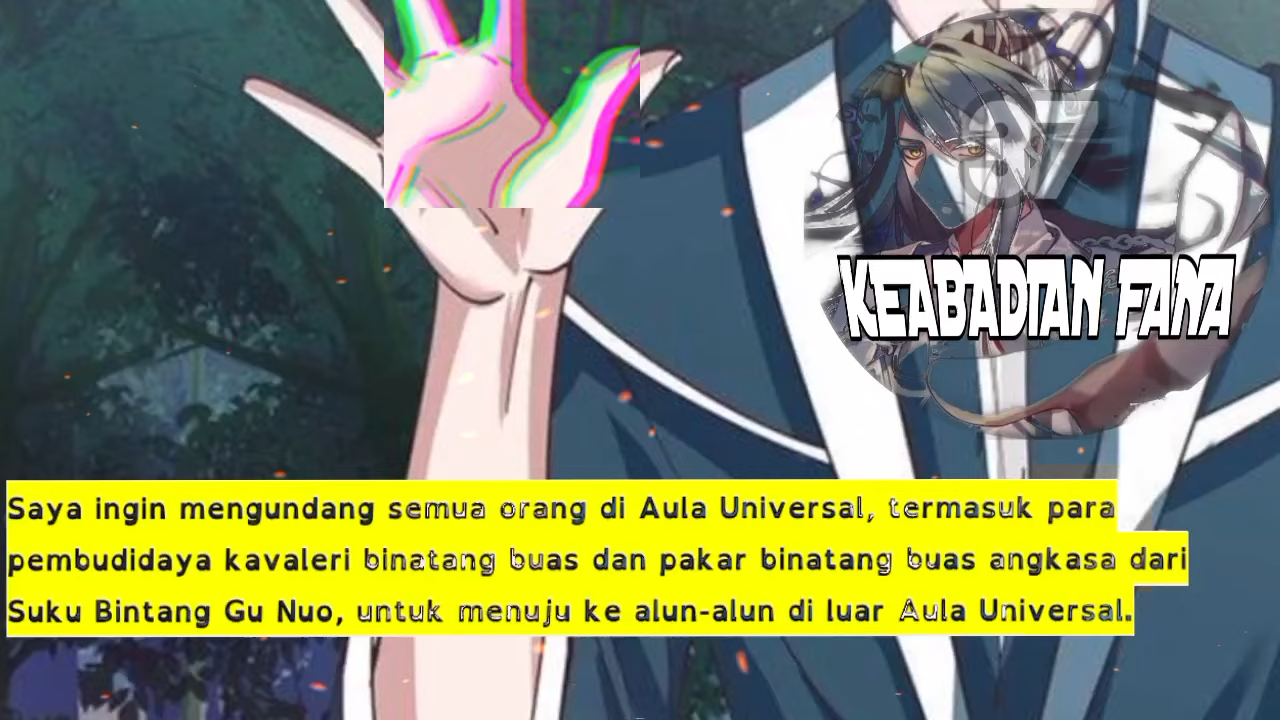 87
KEABADIAN FANA
Saya ingin mengundang semua orang di Aula Universal, termasuk para
pembudidaya kavaleri binatang buas dan pakar binatang buas angkasa dari
Suku Bintang Gu Nuo, untuk menuju ke alun-alun di luar Aula Universal.